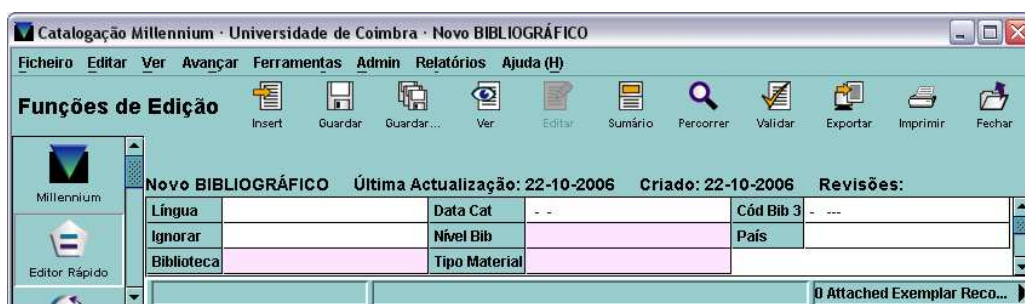 Catalogação Millennium · Universidade de Coimbra · Novo BIBLIOGRÁFICO
Ficheiro Editar Ver Avançar Ferramentas Admin Relatórios Ajuda (H)
Funções de Edição
Insert Guardar Guardar... Ver Editar Sumário Percorrer Validar Exportar Imprimir Fechar
Millennium
Editor Rápido
Novo BIBLIOGRÁFICO Última Actualização: 22-10-2006 Criado: 22-10-2006 Revisões:
Língua Data Cat - - Cód Bib 3 - ---
Ignorar Nível Bib País
Biblioteca Tipo Material
0 Attached Exemplar Reco...